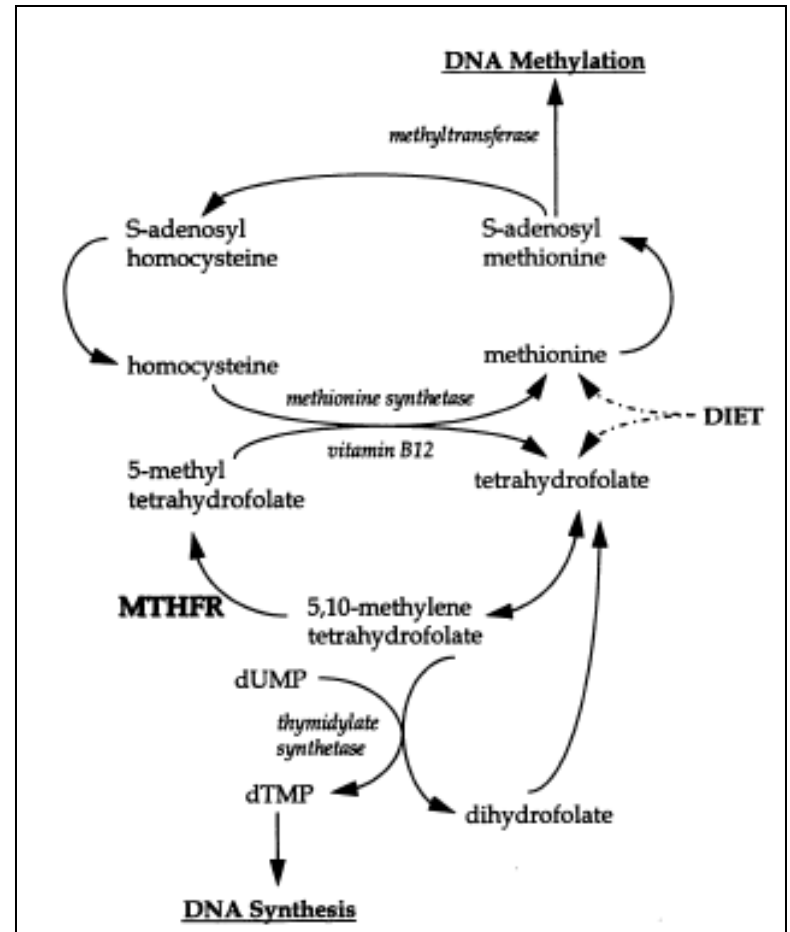 DNA Methylation
methyltransferase
S-adenosyl
homocysteine
S-adenosyl
methionine
homocysteine
methionine
methionine synthetase
DIET
vitamin B12
5-methyl
tetrahydrofolate
tetrahydrofolate
MTHFR
5,10-methylene
tetrahydrofolate
dUMP
thymidylate
synthetase
dTMP
dihydrofolate
DNA Synthesis